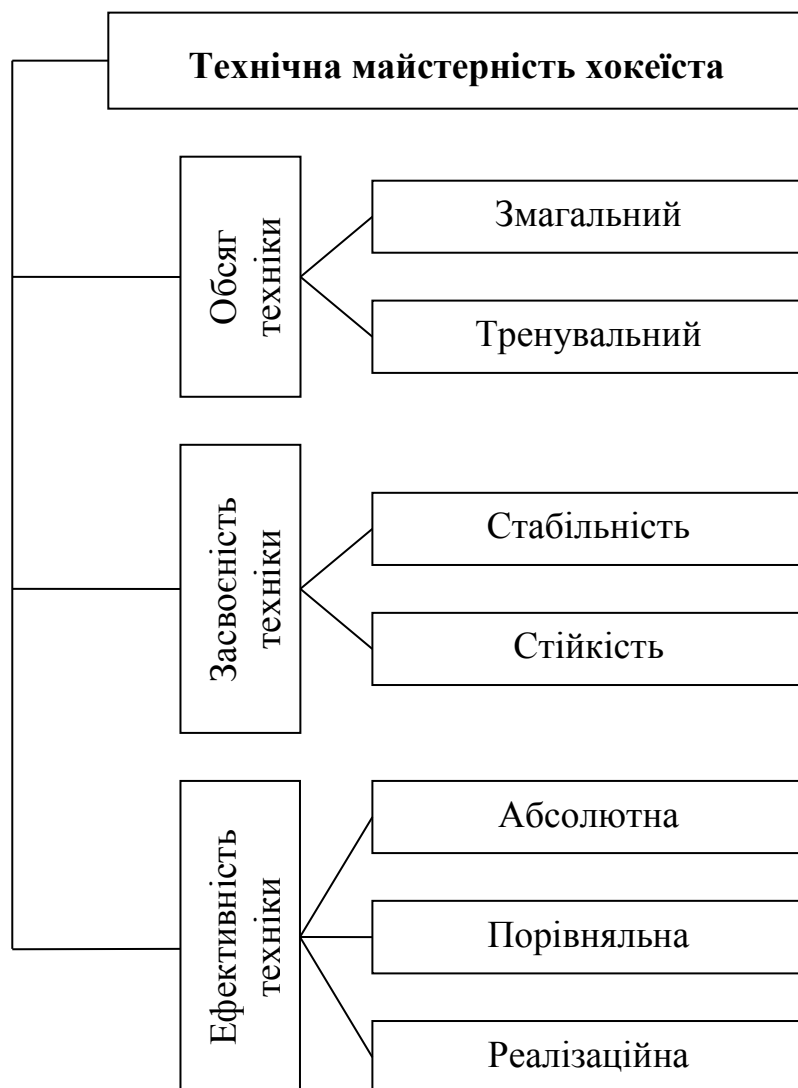 Технічна майстерність хокеїста
Обсяг
техніки
Змагальний
Тренувальний
Засвоєність
техніки
Стабільність
Стійкість
Ефективність
техніки
Абсолютна
Порівняльна
Реалізаційна